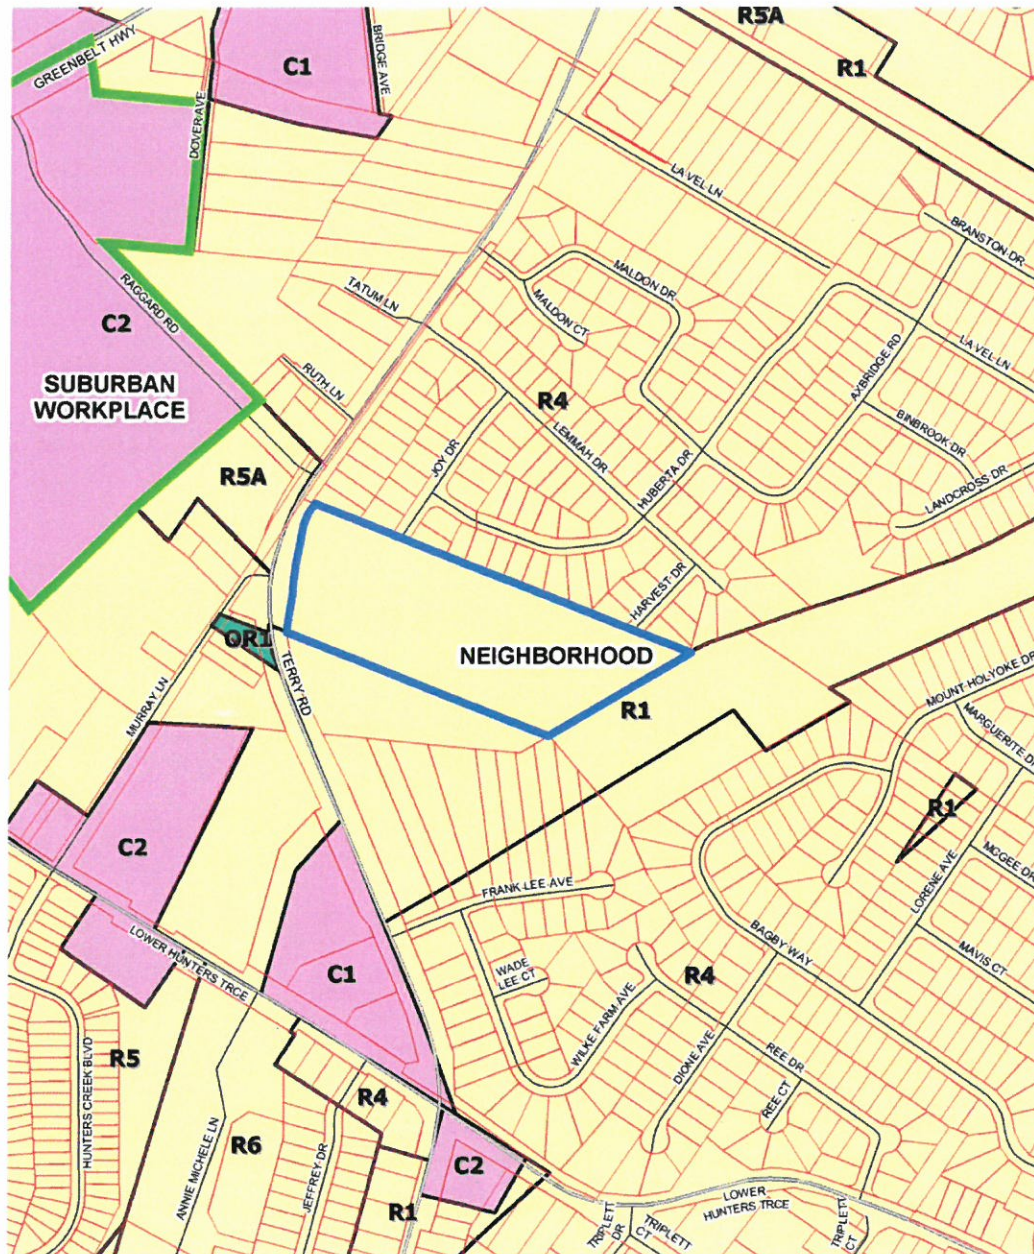 R5A
GREENBELT HWY
BRIDGE AVE
C1
R1
DOVER AVE
LA VEL LN
BRANSTON DR
RAGGARD RD
TATUM LN
MALDON DR
MALDON CT
C2
LA VEL LN
SUBURBAN
WORKPLACE
RUTH LN
R4
AXBRIDGE RD
BINBROOK DR
LEMMAH DR
JOY DR
HUBERTA DR
R5A
LANDCROSS DR
HARVEST DR
OR1
NEIGHBORHOOD
TERRY RD
MURRAY LN
R1
MOUNT HOLYOKE DR
MARGUERITE DR
R1
C2
MCGEE DR
LORENE AVE
FRANK LEE AVE
BAGBY WAY
LOWER HUNTERS TRCE
MAVIS CT
C1
WADE
LEE CT
R4
WILKE FARM AVE
DIONE AVE
REE DR
HUNTERS CREEK BLVD
R5
REE CT
R4
R6
ANNIE MICHELE LN
JEFFREY DR
C2
R1
LOWER
HUNTERS TRCE
TRIPLETT
DR
TRIPLETT
CT
TRIPLETT
CT